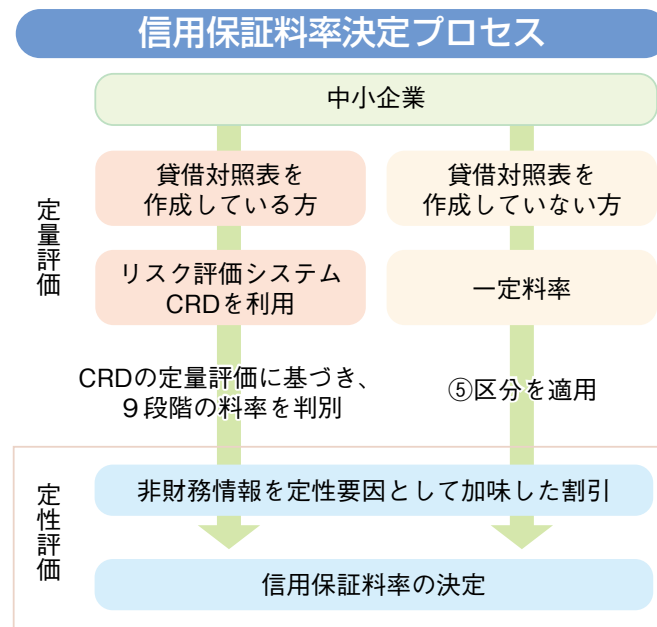 信用保証料率決定プロセス
中小企業
定量評価
貸借対照表を
作成している方
貸借対照表を
作成していない方
リスク評価システム
CRDを利用
一定料率
CRDの定量評価に基づき、
9段階の料率を判別
⑤区分を適用
定性評価
非財務情報を定性要因として加味した割引
信用保証料率の決定